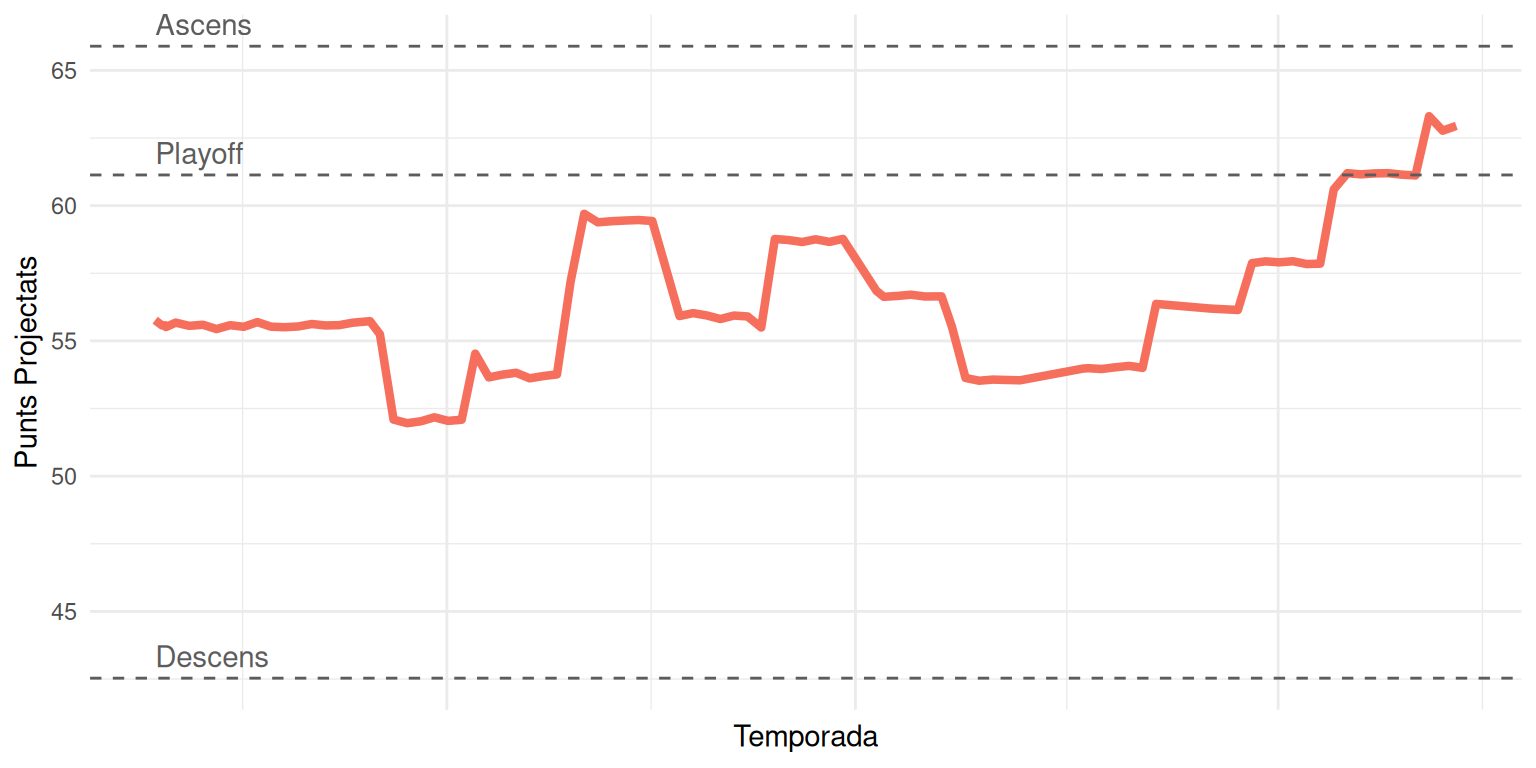 Ascens
65
Playoff
60
55
50
45
Descens
Punts Projectats
Temporada